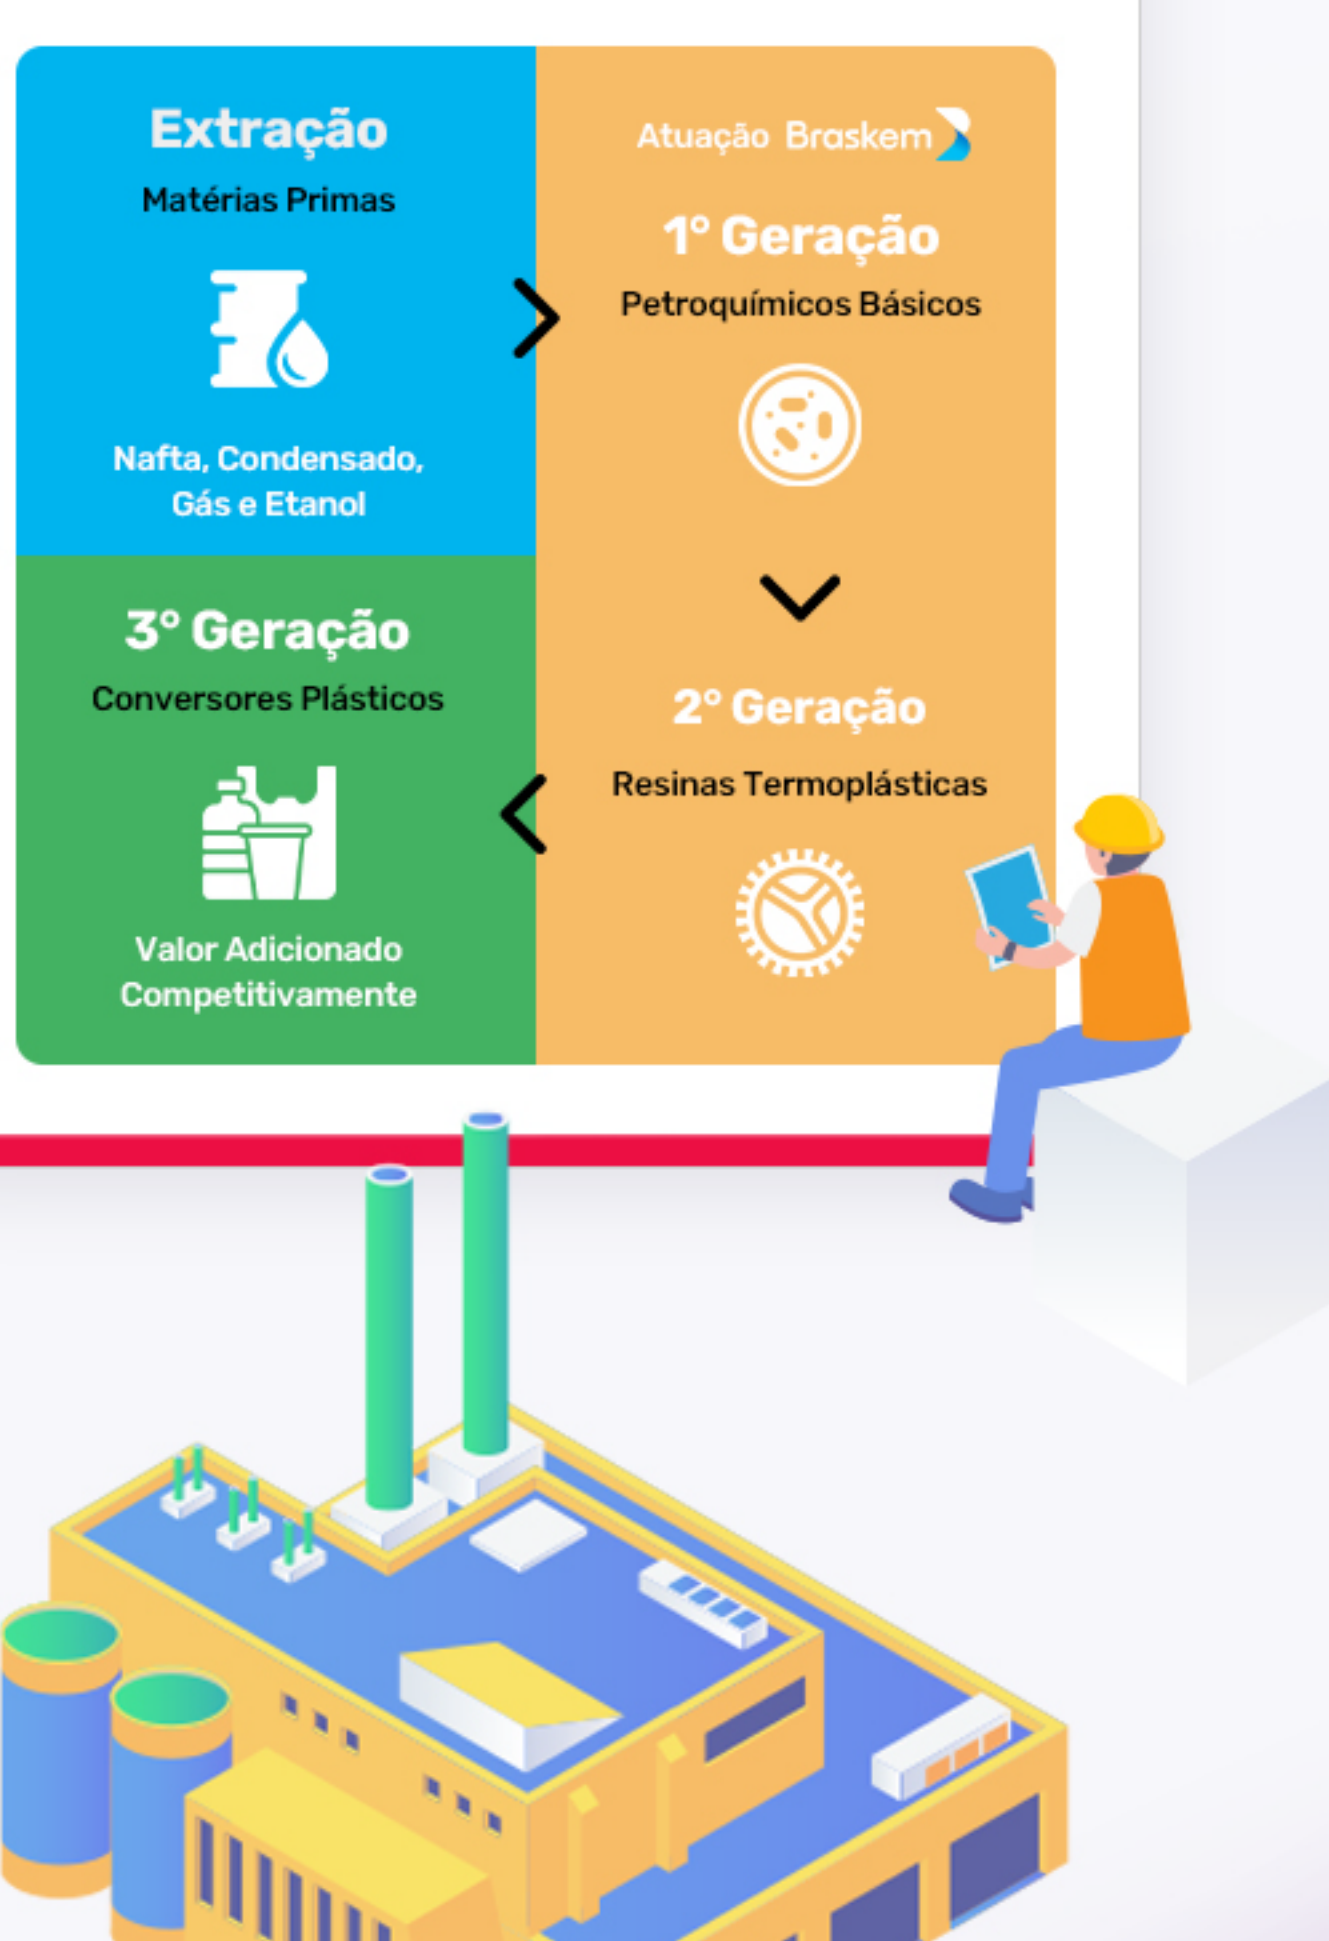 Extração
Matérias Primas
Nafta, Condensado,
Gás e Etanol
Atuação Braskem
1° Geração
Petroquímicos Básicos
2° Geração
Resinas Termoplásticas
3° Geração
Conversores Plásticos
Valor Adicionado
Competitivamente